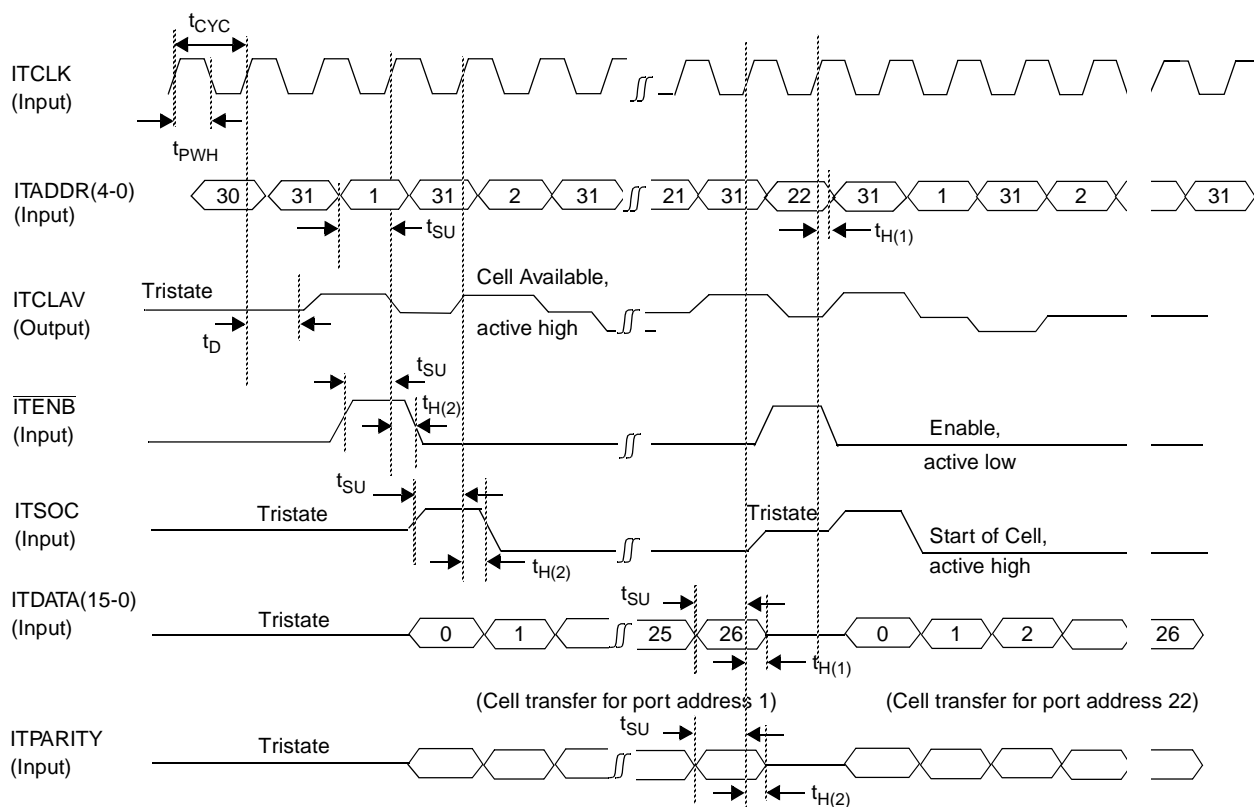 tCYC
ITCLK
(Input)
tPWH
ITADDR(4-0)
(Input)
30 31 1 31 2 31 21 31 22 31 1 31 2 31
tSU
tH(1)
ITCLAV
(Output)
Tristate
Cell Available,
active high
tD
tSU
ITENB
(Input)
tH(2)
Enable,
active low
tSU
ITSOC
(Input)
Tristate
Tristate
Start of Cell,
active high
tH(2)
ITDATA(15-0)
(Input)
tSU
Tristate
0 1 25 26 0 1 2 26
tH(1)
(Cell transfer for port address 1) (Cell transfer for port address 22)
tSU
ITPARITY
(Input)
Tristate
tH(2)